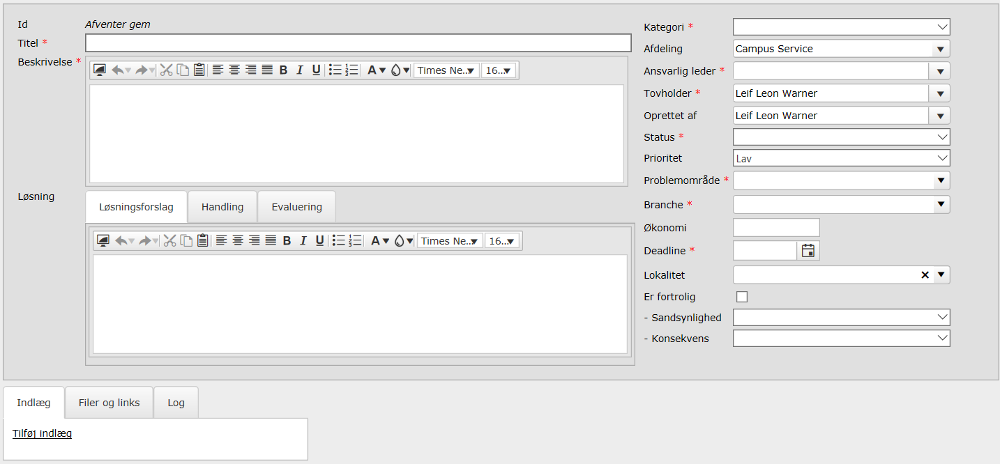 Id Afventer gem
Titel *
Beskrivelse *
B I U A Times Ne.. 16...
Løsning
Løsningsforslag Handling Evaluering
B I U A Times Ne.. 16...
Kategori *
Afdeling Campus Service
Ansvarlig leder *
Tovholder * Leif Leon Warner
Oprettet af Leif Leon Warner
Status *
Prioritet Lav
Problemområde *
Branche *
Økonomi
Deadline *
Lokalitet
Er fortrolig
- Sandsynlighed
- Konsekvens
Indlæg Filer og links Log
Tilføj indlæg